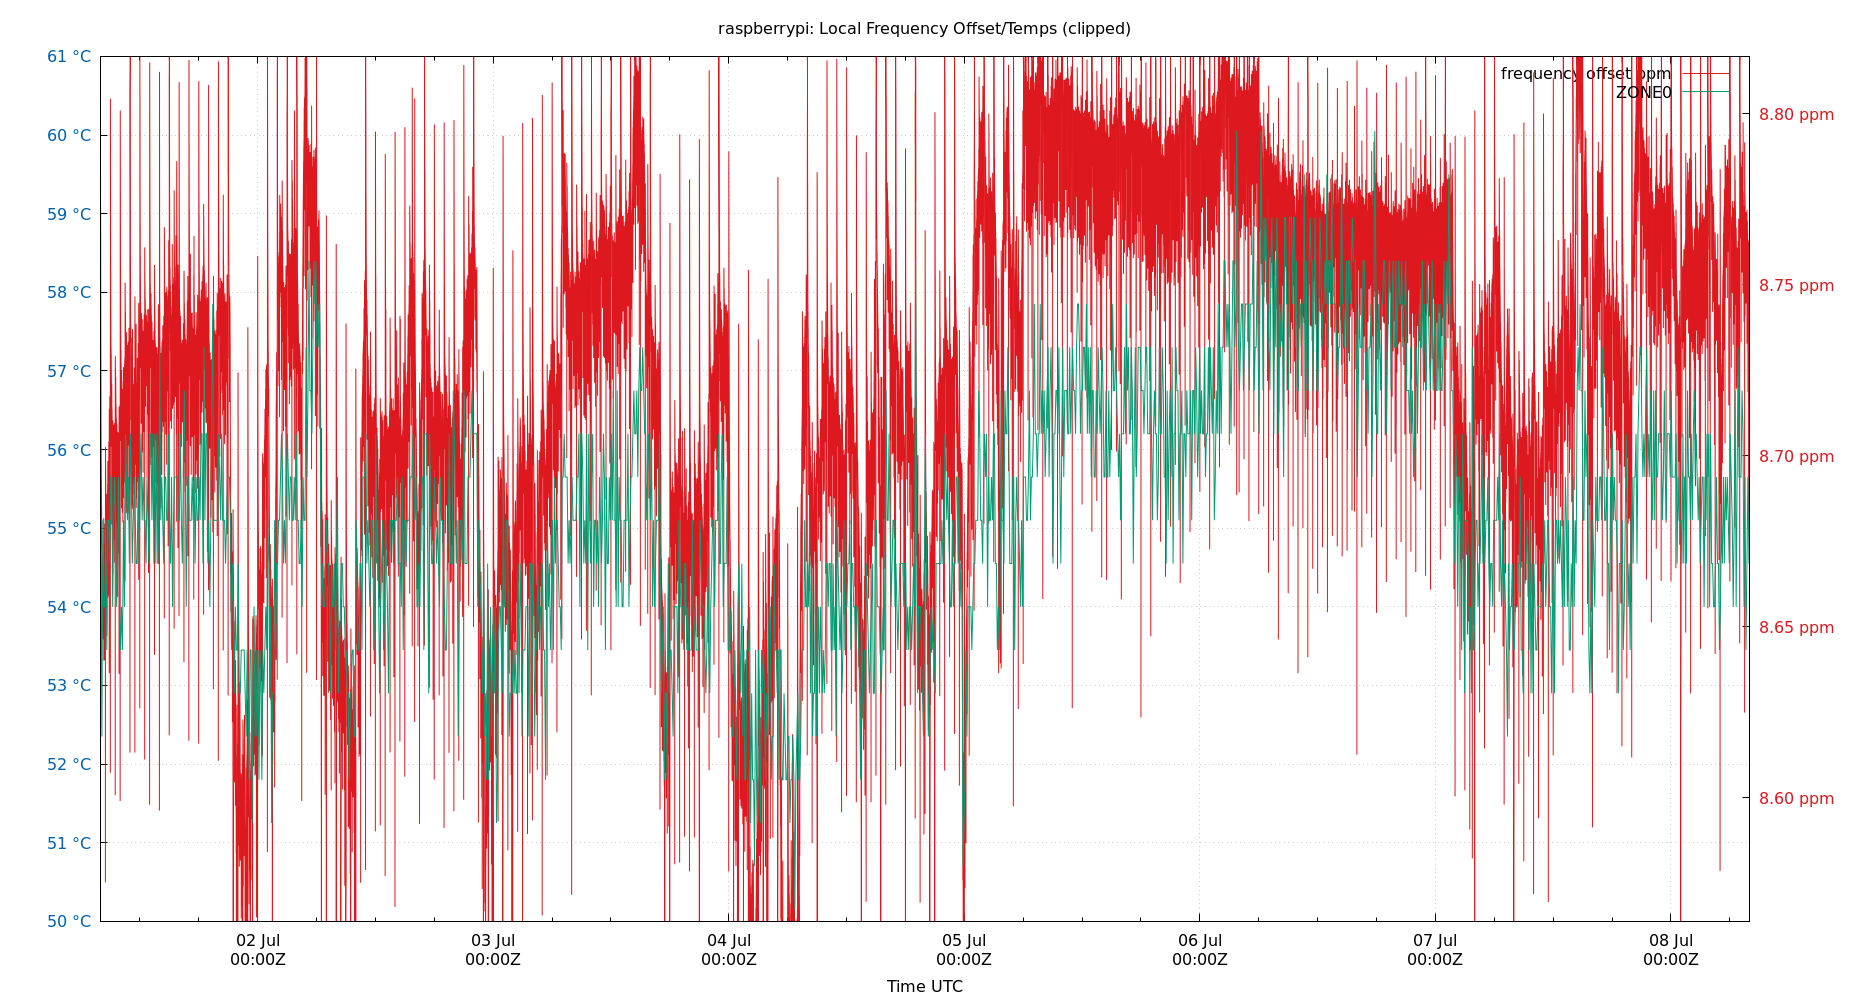 raspberrypi: Local Frequency Offset/Temps (clipped)
61 °C
60 °C
59 °C
58 °C
57 °C
56 °C
55 °C
54 °C
53 °C
52 °C
51 °C
50 °C
frequency offset ppm
ZONE0
8.80 ppm
8.75 ppm
8.70 ppm
8.65 ppm
8.60 ppm
02 Jul 03 Jul 04 Jul 05 Jul 06 Jul 07 Jul 08 Jul
00:00Z 00:00Z 00:00Z 00:00Z 00:00Z 00:00Z 00:00Z
Time UTC